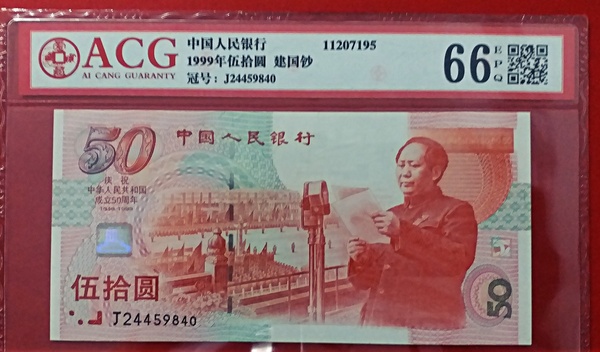 ACG
AI CANG GUARANTY
中国人民银行 11207195
1999年伍拾圆 建国钞
冠号: J24459840
66 EPQ
50
中国人民银行
庆祝
中华人民共和国
成立50周年
1949-1999
伍拾圆
J24459840
50